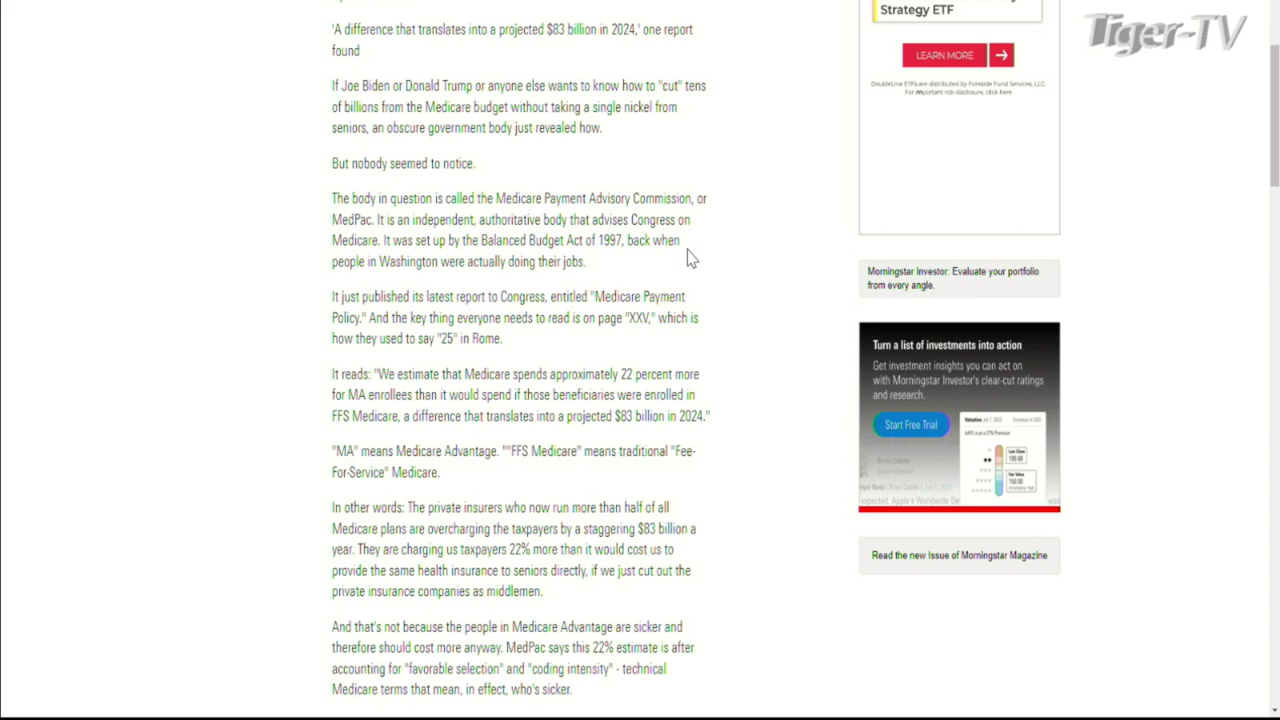 Strategy ETF
Tiger-TV
'A difference that translates into a projected $83 billion in 2024,' one report
found
LEARN MORE
DoubleLine ETFs are distributed by Foreside Fund Services, LLC.
For important risk disclosure, click here
If Joe Biden or Donald Trump or anyone else wants to know how to "cut" tens
of billions from the Medicare budget without taking a single nickel from
seniors, an obscure government body just revealed how.
But nobody seemed to notice.
The body in question is called the Medicare Payment Advisory Commission, or
MedPac. It is an independent, authoritative body that advises Congress on
Medicare. It was set up by the Balanced Budget Act of 1997, back when
people in Washington were actually doing their jobs.
It just published its latest report to Congress, entitled "Medicare Payment
Policy." And the key thing everyone needs to read is on page "XXV," which is
how they used to say "25" in Rome.
It reads: "We estimate that Medicare spends approximately 22 percent more
for MA enrollees than it would spend if those beneficiaries were enrolled in
FFS Medicare, a difference that translates into a projected $83 billion in 2024."
"MA" means Medicare Advantage. ""FFS Medicare" means traditional "Fee-
For-Service" Medicare.
In other words: The private insurers who now run more than half of all
Medicare plans are overcharging the taxpayers by a staggering $83 billion a
year. They are charging us taxpayers 22% more than it would cost us to
provide the same health insurance to seniors directly, if we just cut out the
private insurance companies as middlemen.
And that's not because the people in Medicare Advantage are sicker and
therefore should cost more anyway. MedPac says this 22% estimate is after
accounting for "favorable selection" and "coding intensity" - technical
Medicare terms that mean, in effect, who's sicker.
Morningstar Investor: Evaluate your portfolio
from every angle.
Turn a list of investments into action
Get investment insights you can act on
with Morningstar Investor's clear-cut ratings
and research.
Start Free Trial
Valuation
Currency in USD
Last Close
Fair Value
Read the new Issue of Morningstar Magazine